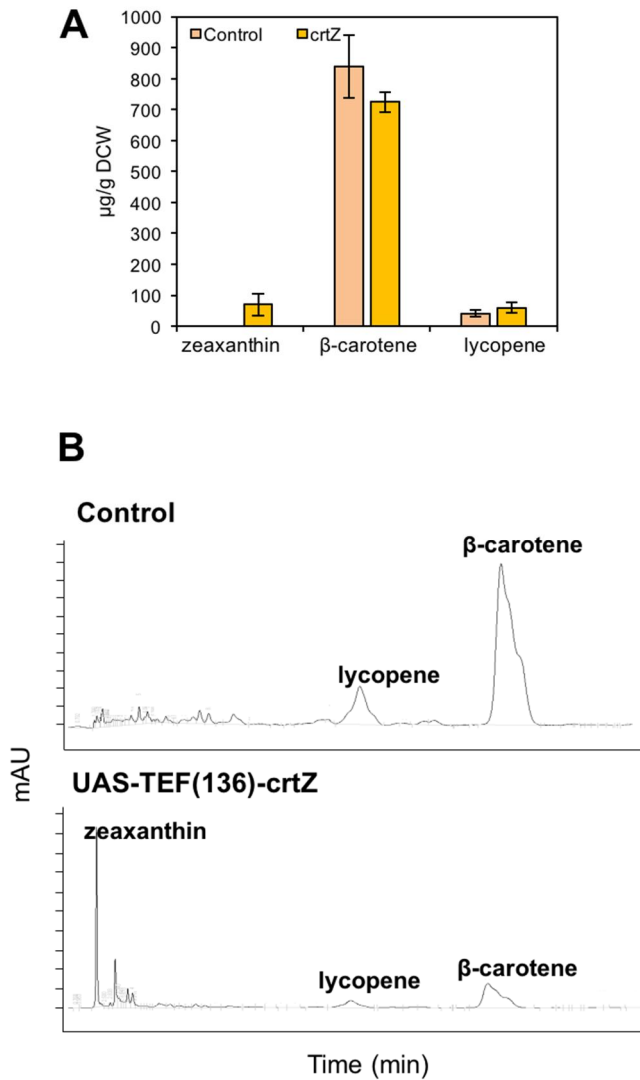 A
Control crtZ
1000
900
800
700
600
500
400
300
200
100
0
µg/g DCW
zeaxanthin β-carotene lycopene
B
Control
β-carotene
lycopene
mAU
UAS-TEF(136)-crtZ
zeaxanthin
lycopene β-carotene
Time (min)